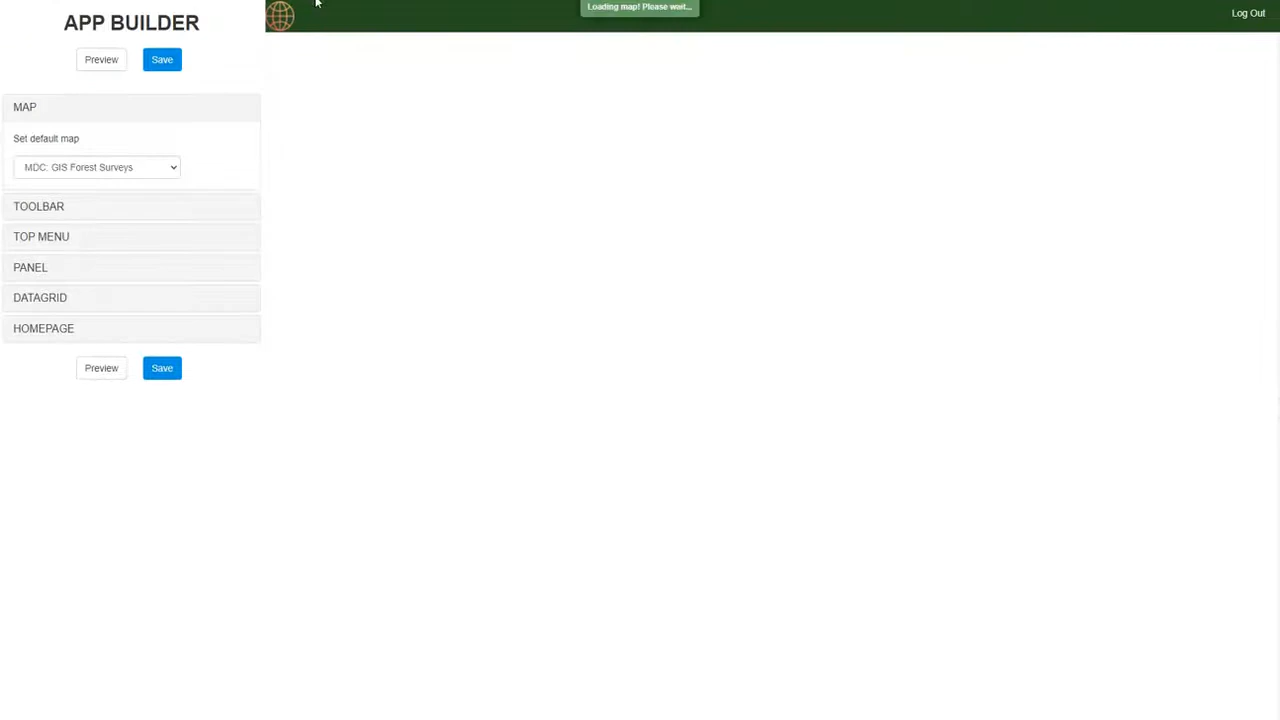 APP BUILDER
Loading map! Please wait...
Log Out
Preview
Save
MAP
Set default map
MDC: GIS Forest Surveys
TOOLBAR
TOP MENU
PANEL
DATAGRID
HOMEPAGE
Preview
Save